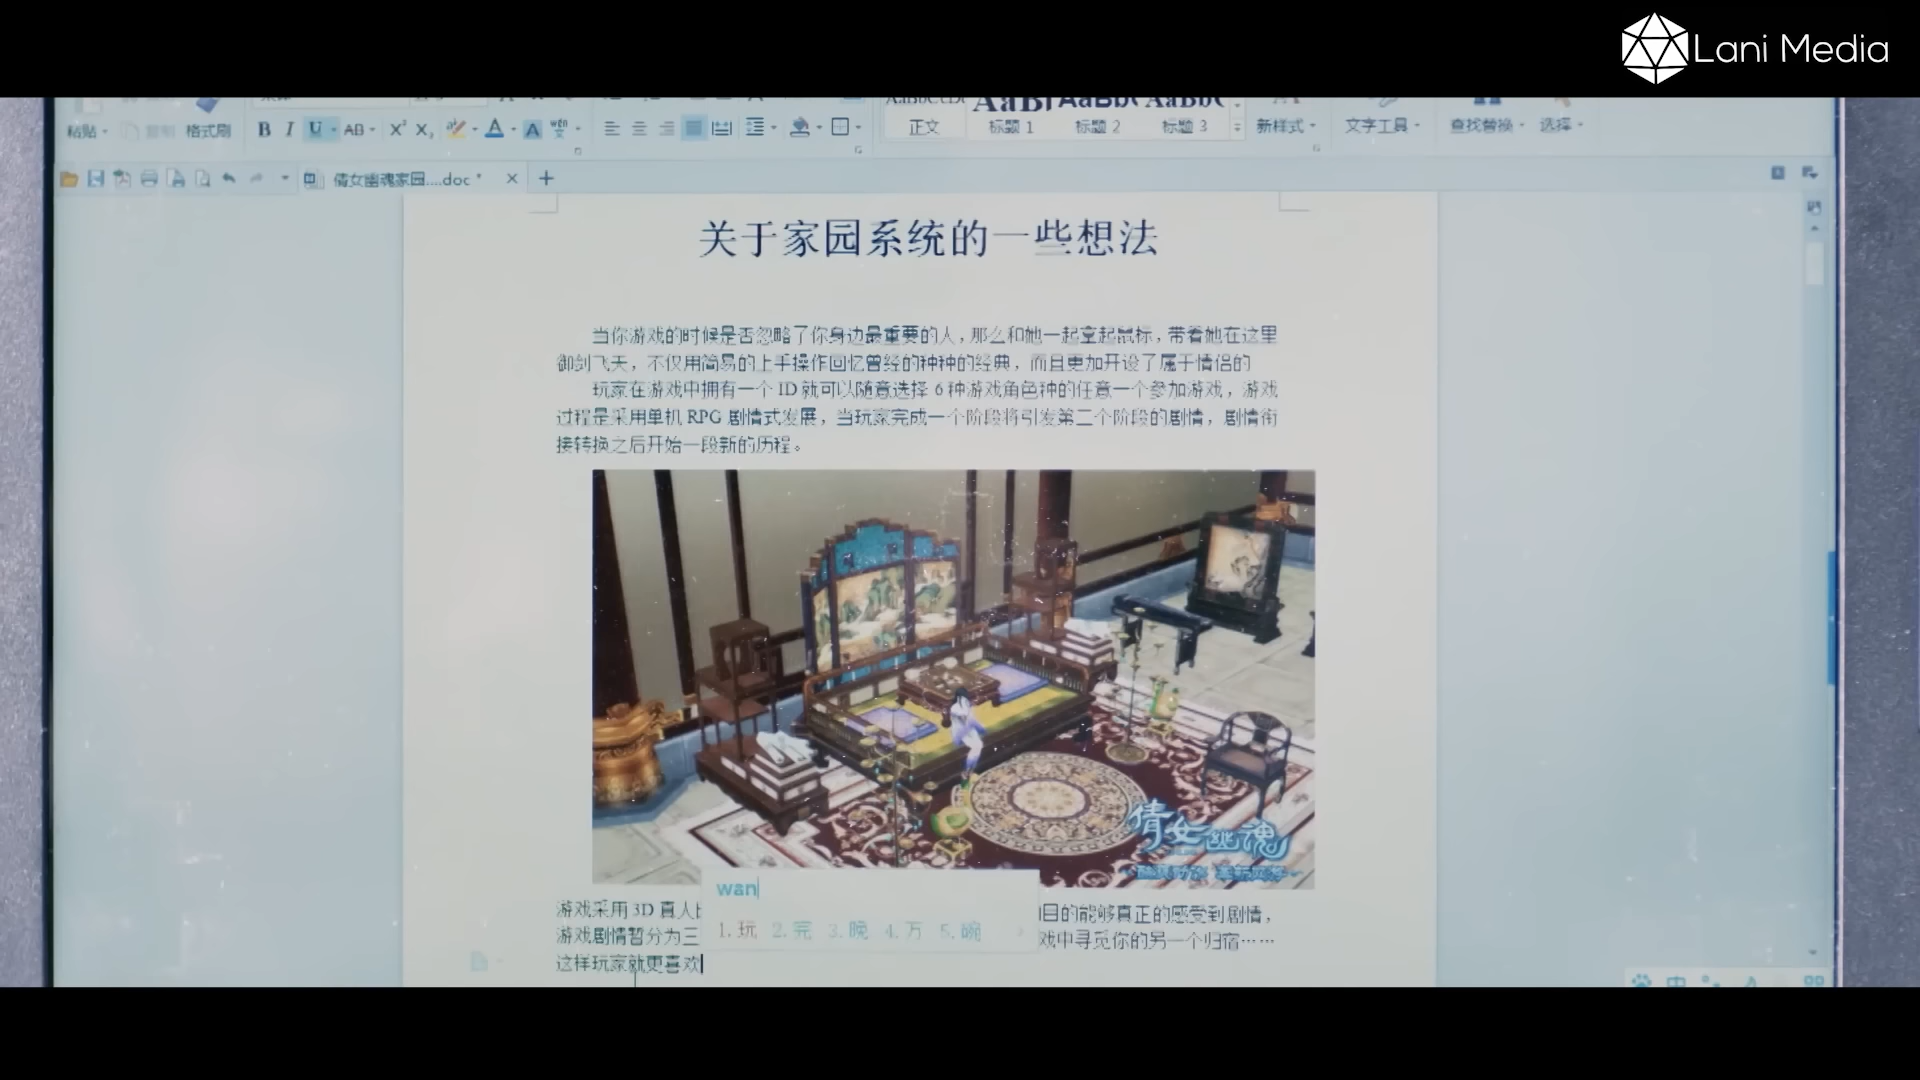 Lani Media
粘贴 复制 格式刷 B I U AB X² X₂ A A
AaBbCcDd AaBb AaBb AaBbC
正文 标题 1 标题 2 标题 3 新样式 文字工具 查找替换 选择
倩女幽魂家园....doc *
关于家园系统的一些想法
当你游戏的时候是否忽略了你身边最重要的人,那么和她一起拿起鼠标,带着她在这里
御剑飞天,不仅用简易的上手操作回忆曾经的种种的经典,而且更加开设了属于情侣的
玩家在游戏中拥有一个 ID 就可以随意选择 6 种游戏角色种的任意一个参加游戏,游戏
过程是采用单机 RPG 剧情式发展,当玩家完成一个阶段将引发第二个阶段的剧情,剧情衔
接转换之后开始一段新的历程。
倩女幽魂
wan
1.玩 2.完 3.晚 4.万 5.碗
游戏采用 3D 真人 目的能够真正的感受到剧情,
游戏剧情暂分为三 戏中寻觅你的另一个归宿……
这样玩家就更喜欢
中